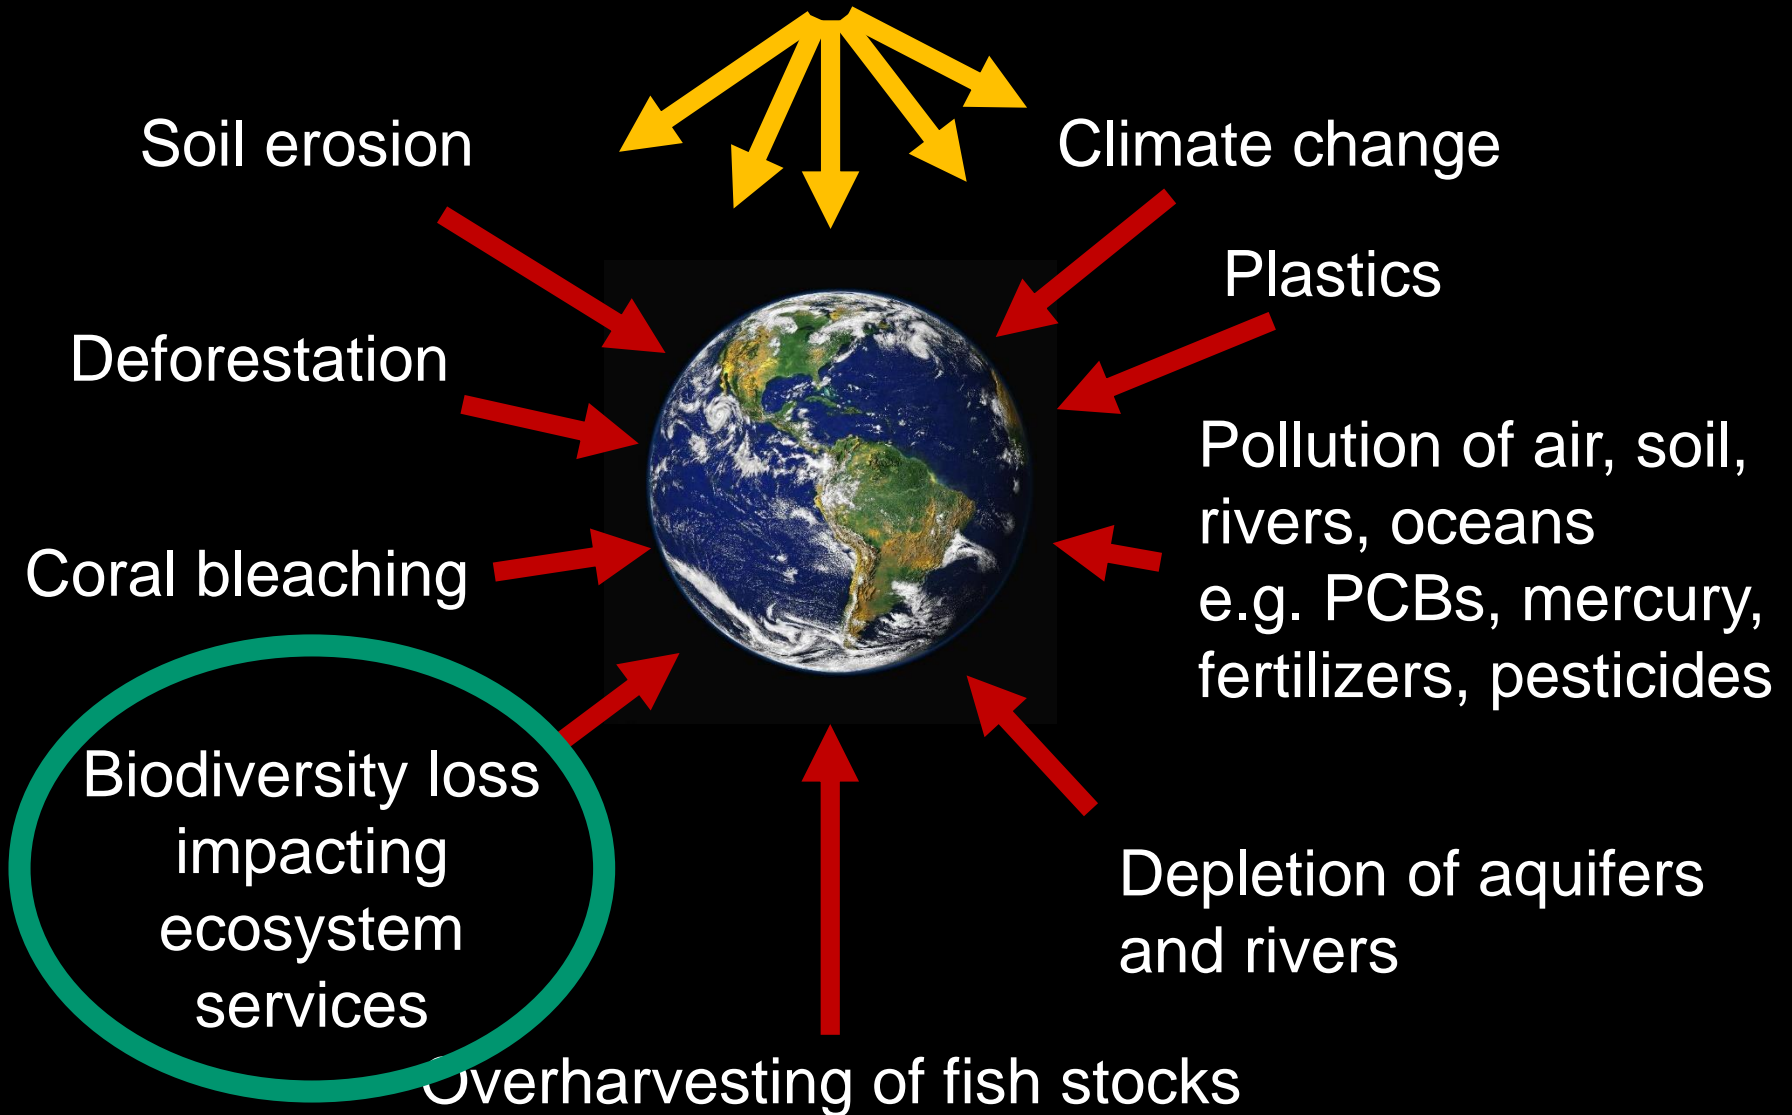 Soil erosion
Climate change
Plastics
Deforestation
Pollution of air, soil,
rivers, oceans
e.g. PCBs, mercury,
fertilizers, pesticides
Coral bleaching
Biodiversity loss
impacting
ecosystem
services
Depletion of aquifers
and rivers
Overharvesting of fish stocks